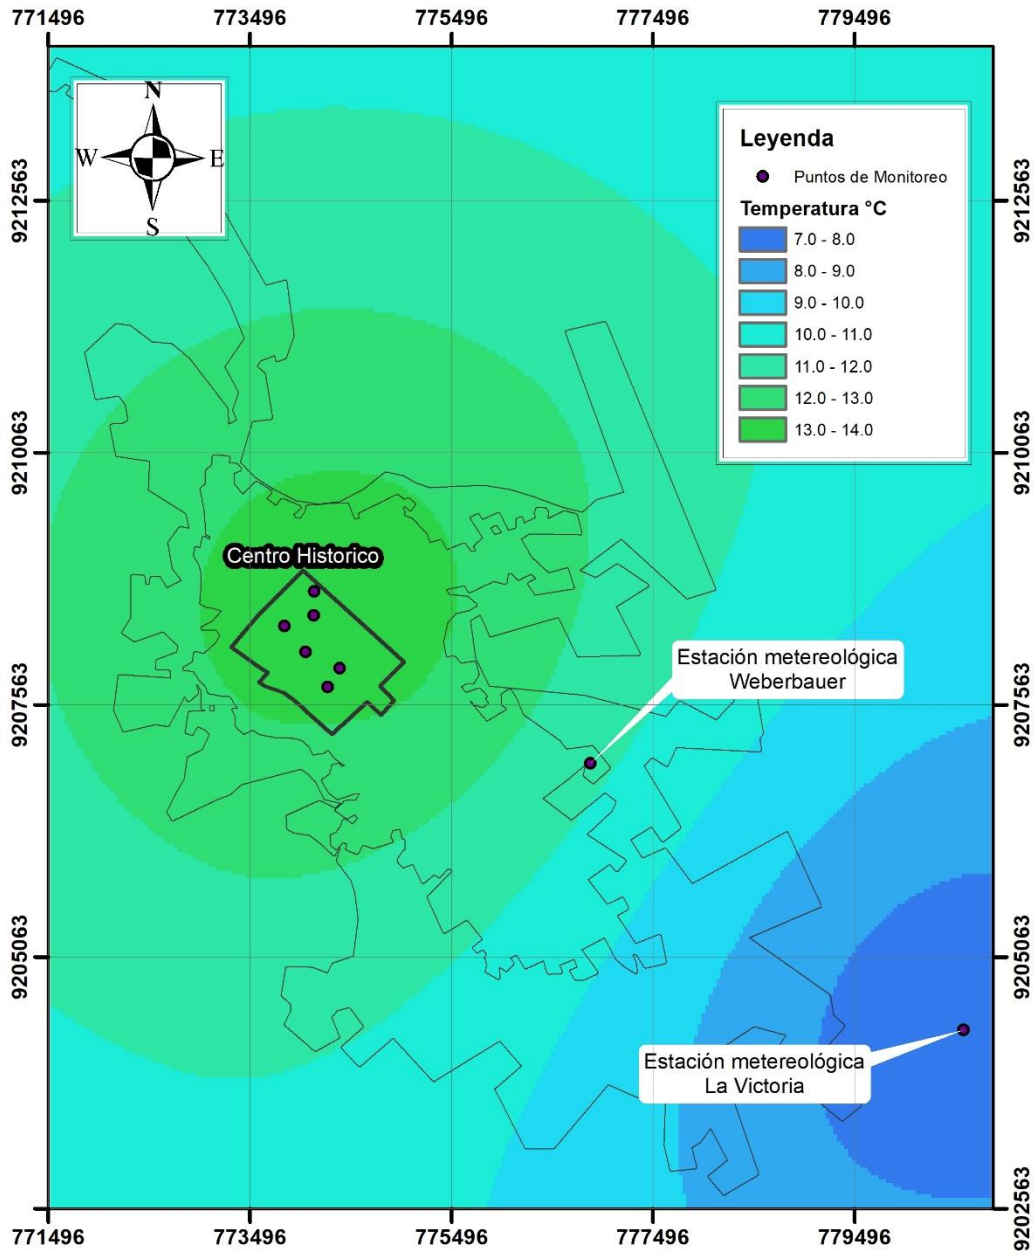 771496 773496 775496 777496 779496
N
W E
S
Leyenda
Puntos de Monitoreo
Temperatura °C
7.0 - 8.0
8.0 - 9.0
9.0 - 10.0
10.0 - 11.0
11.0 - 12.0
12.0 - 13.0
13.0 - 14.0
9212563 9212563
9210063 9210063
Centro Historico
Estación metereológica
Weberbauer
9207563 9207563
9205063 9205063
Estación metereológica
La Victoria
9202563
771496 773496 775496 777496 779496